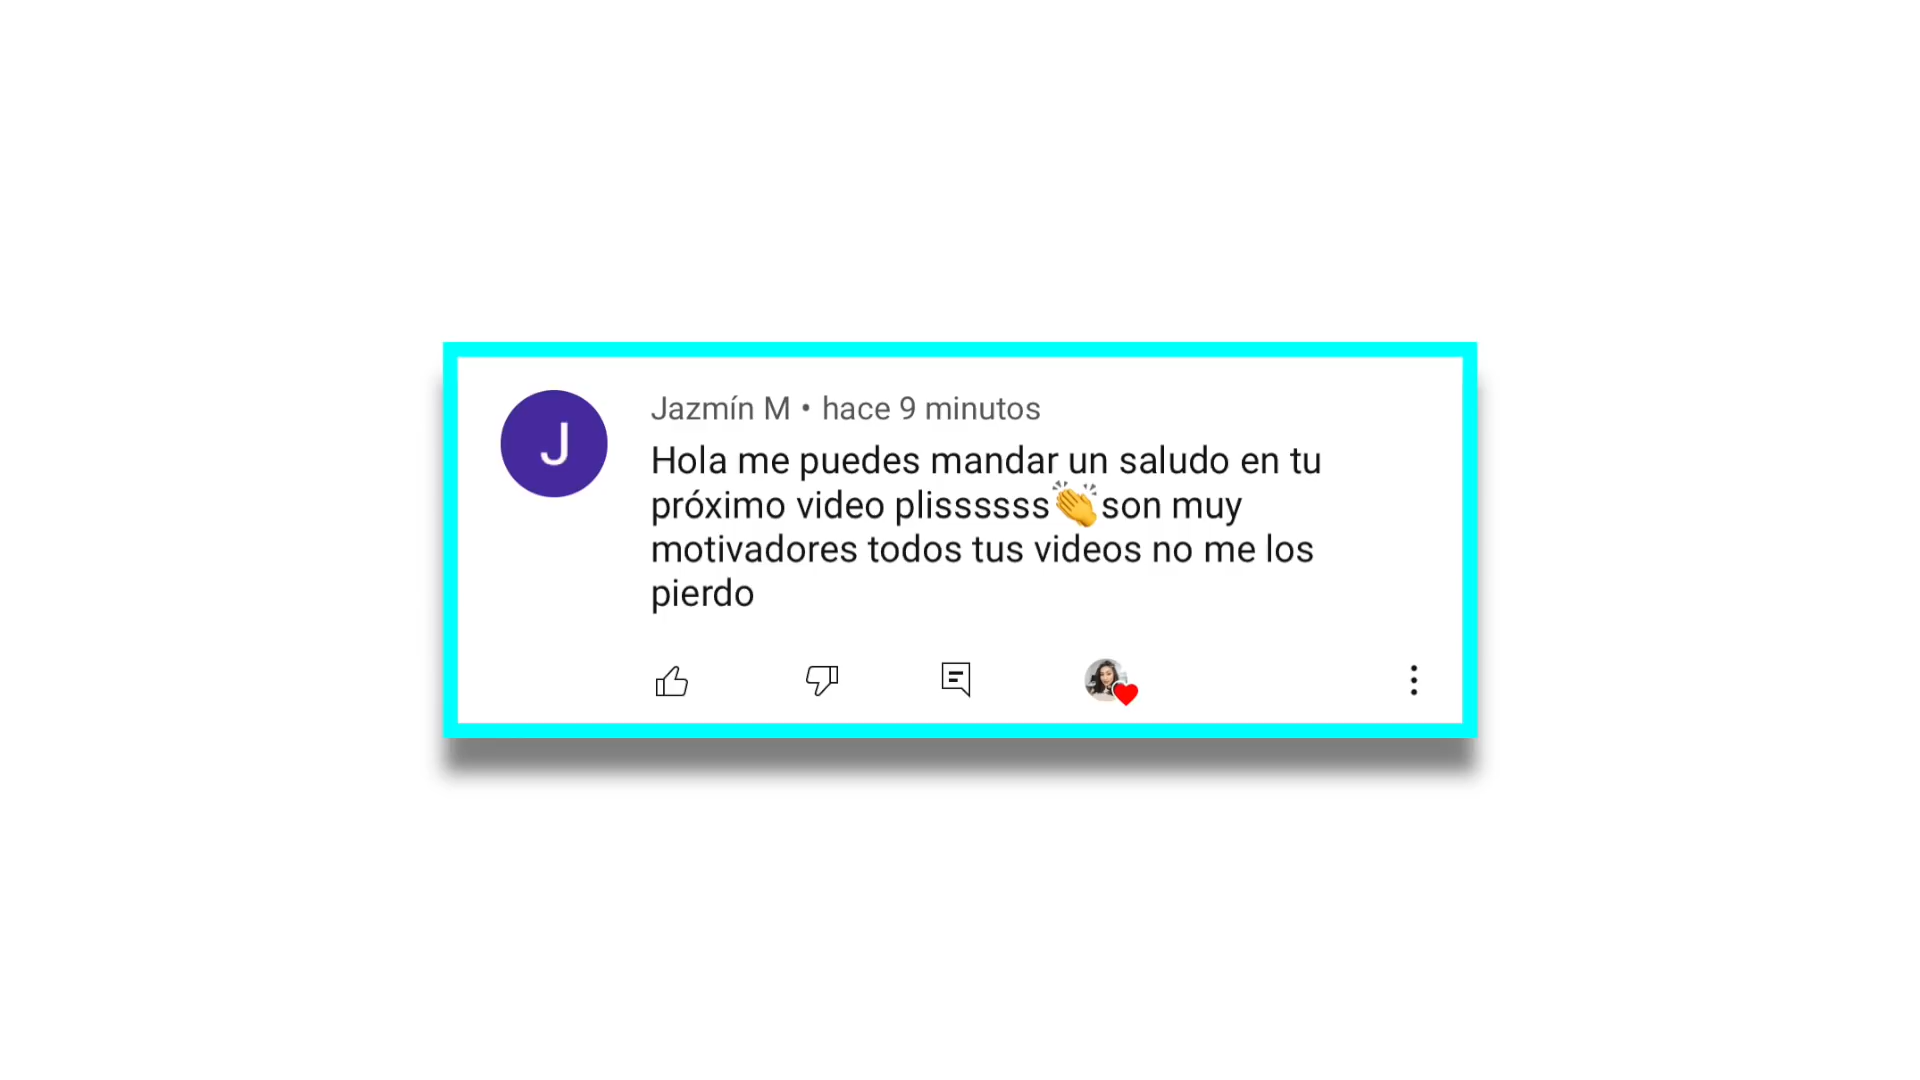 J
Jazmín M • hace 9 minutos
Hola me puedes mandar un saludo en tu
próximo video plissssss👏son muy
motivadores todos tus videos no me los
pierdo